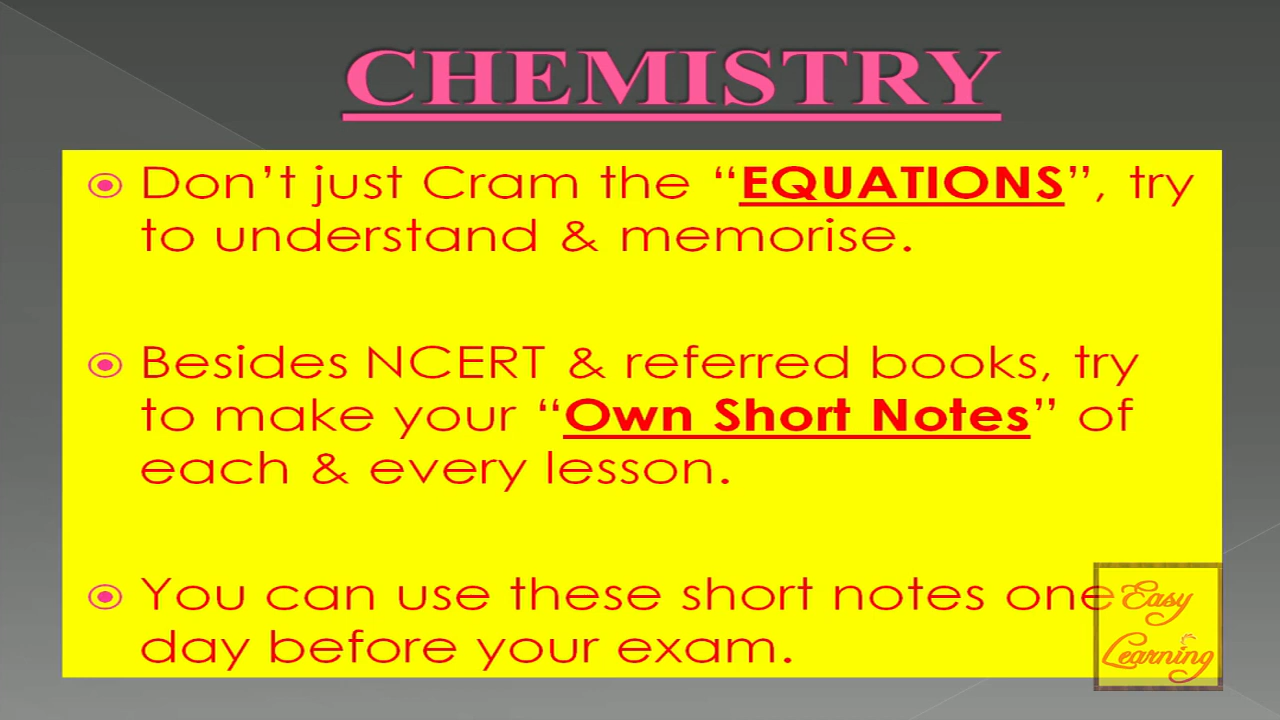 CHEMISTRY
Don't just Cram the “EQUATIONS”, try
to understand & memorise.
Besides NCERT & referred books, try
to make your “Own Short Notes” of
each & every lesson.
You can use these short notes one
day before your exam.
Easy
Learning